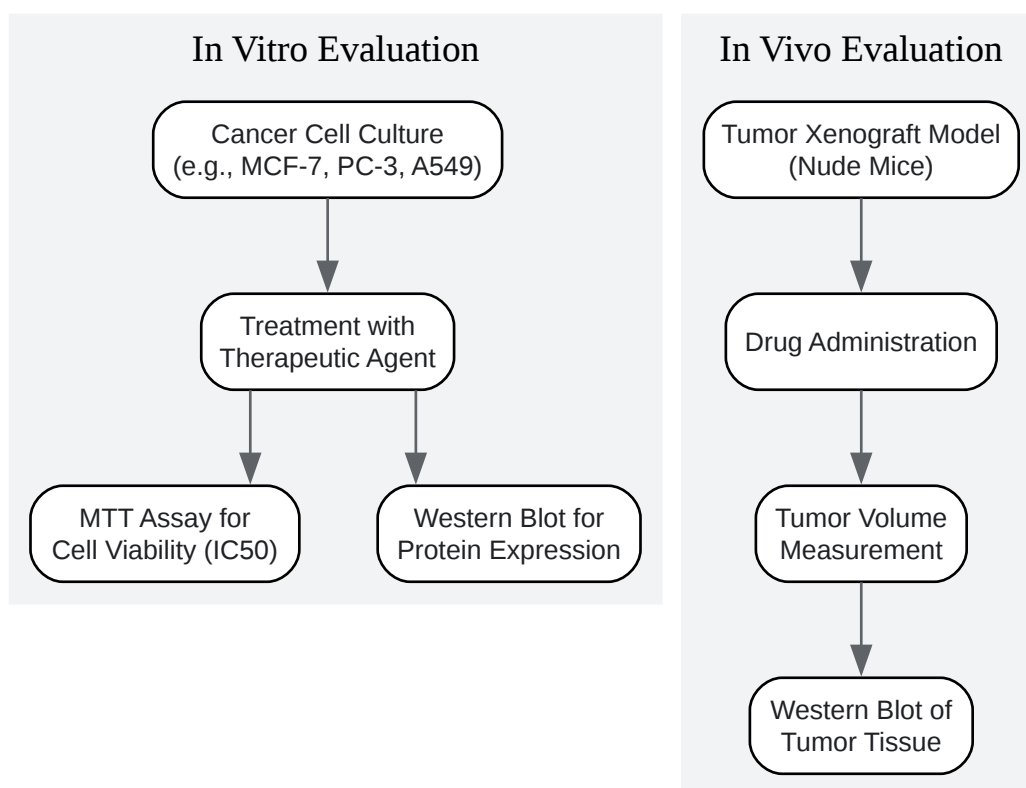 In Vitro Evaluation
Cancer Cell Culture
(e.g., MCF-7, PC-3, A549)
Treatment with
Therapeutic Agent
MTT Assay for
Cell Viability (IC50)
Western Blot for
Protein Expression
In Vivo Evaluation
Tumor Xenograft Model
(Nude Mice)
Drug Administration
Tumor Volume
Measurement
Western Blot of
Tumor Tissue